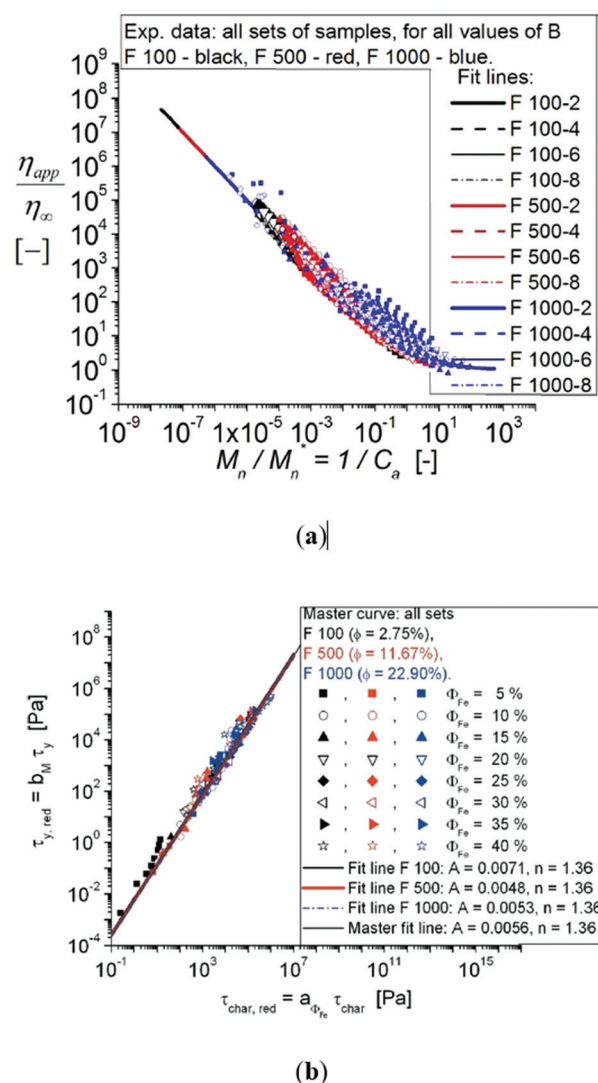 Exp. data: all sets of samples, for all values of B
F 100 - black, F 500 - red, F 1000 - blue.
Fit lines:
F 100-2
F 100-4
F 100-6
F 100-8
F 500-2
F 500-4
F 500-6
F 500-8
F 1000-2
F 1000-4
F 1000-6
F 1000-8
η_app / η_∞ [−]
10^9
10^8
10^7
10^6
10^5
10^4
10^3
10^2
10^1
10^0
10^-1
10^-9 10^-7 1x10^-5 10^-3 10^-1 10^1 10^3
M_n / M_n^* = 1 / C_a [-]
(a)
Master curve: all sets
F 100 (ϕ = 2.75%),
F 500 (ϕ = 11.67%),
F 1000 (ϕ = 22.90%).
, , Φ_Fe = 5 %
, , Φ_Fe = 10 %
, , Φ_Fe = 15 %
, , Φ_Fe = 20 %
, , Φ_Fe = 25 %
, , Φ_Fe = 30 %
, , Φ_Fe = 35 %
, , Φ_Fe = 40 %
Fit line F 100: A = 0.0071, n = 1.36
Fit line F 500: A = 0.0048, n = 1.36
Fit line F 1000: A = 0.0053, n = 1.36
Master fit line: A = 0.0056, n = 1.36
τ_y, red = b_M τ_y [Pa]
10^8
10^6
10^4
10^2
10^0
10^-2
10^-4
10^-1 10^3 10^7 10^11 10^15
τ_char, red = a_Φ_Fe τ_char [Pa]
(b)